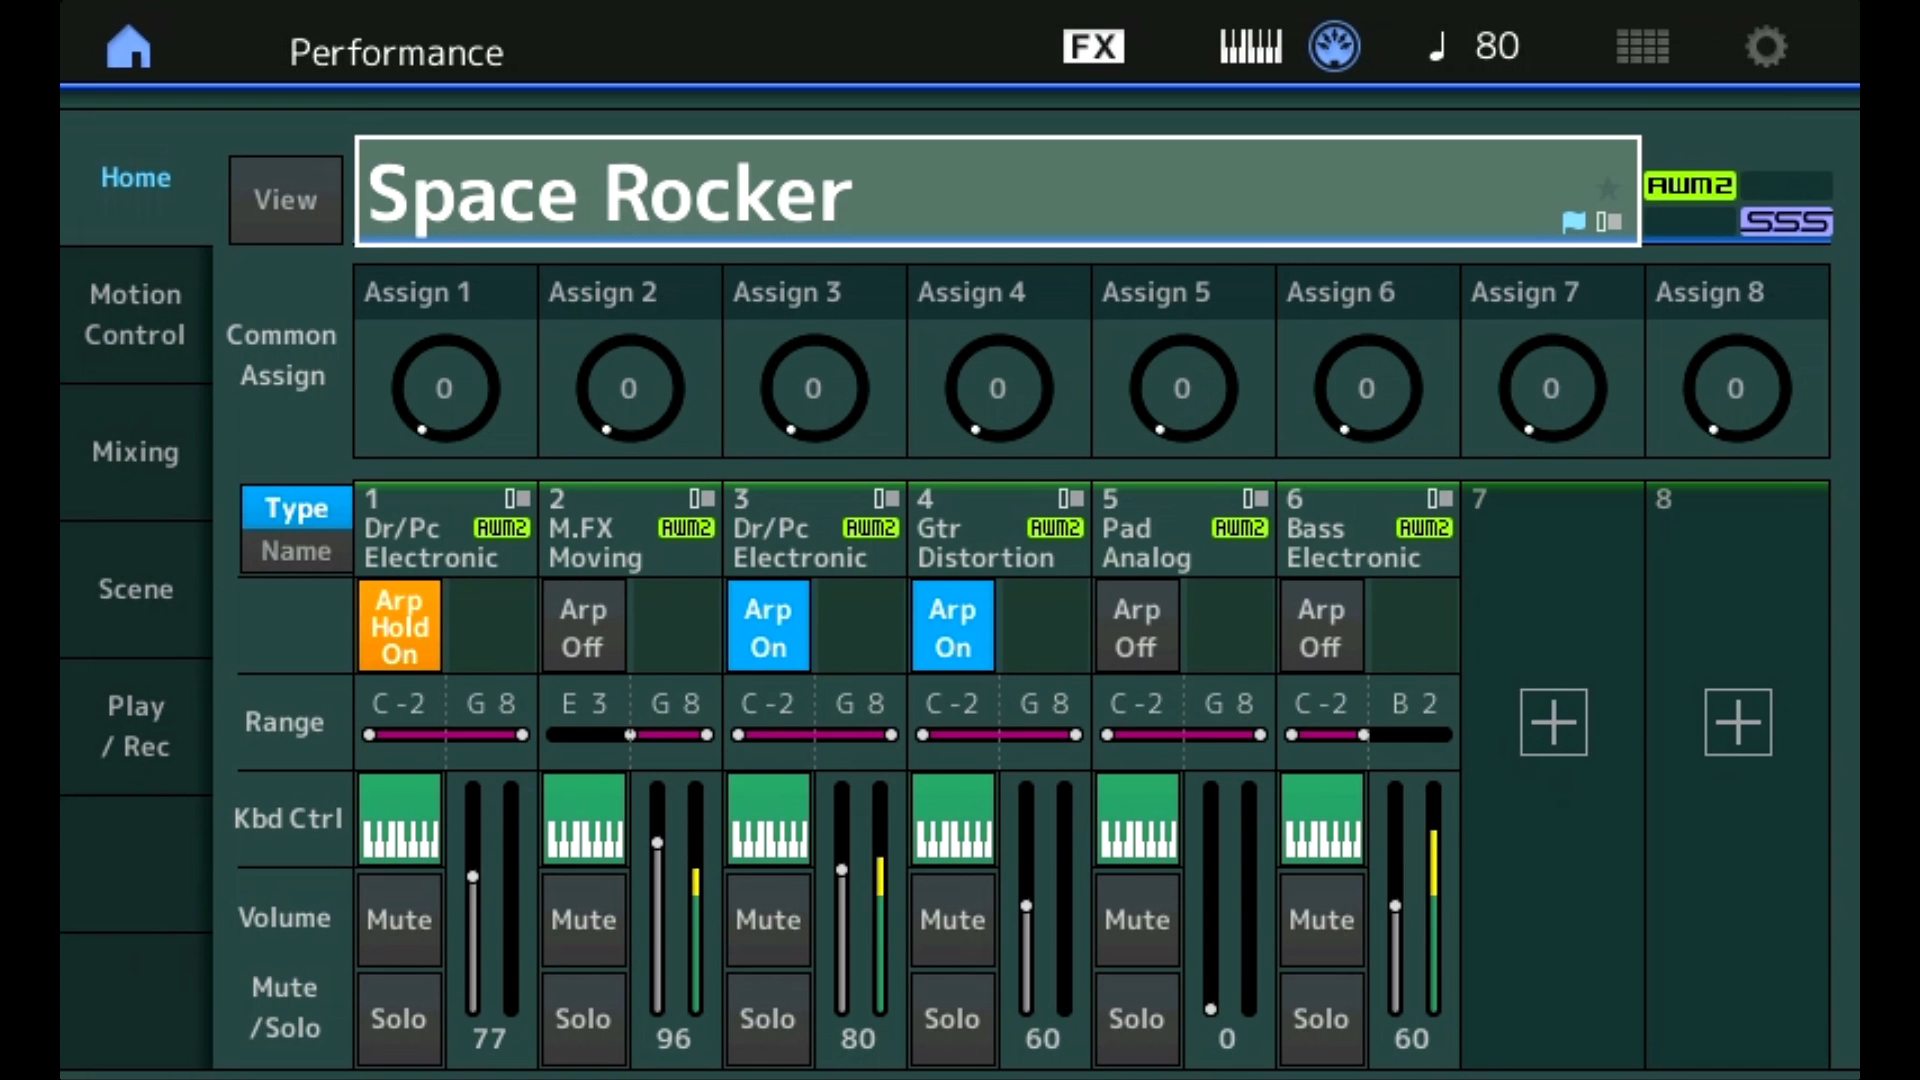 Performance
FX
80
Home
View
Space Rocker
AWM2
SSS
Motion
Control
Common
Assign
Assign 1
Assign 2
Assign 3
Assign 4
Assign 5
Assign 6
Assign 7
Assign 8
0
0
0
0
0
0
0
0
Mixing
Scene
Play
/ Rec
Type
Name
1
Dr/Pc
AWM2
Electronic
2
M.FX
AWM2
Moving
3
Dr/Pc
AWM2
Electronic
4
Gtr
AWM2
Distortion
5
Pad
AWM2
Analog
6
Bass
AWM2
Electronic
7
8
Arp
Hold
On
Arp
Off
Arp
On
Arp
On
Arp
Off
Arp
Off
Range
C -2
G 8
E 3
G 8
C -2
G 8
C -2
G 8
C -2
G 8
C -2
B 2
Kbd Ctrl
Volume
Mute
Mute
Mute
Mute
Mute
Mute
Mute
/Solo
Solo
77
Solo
96
Solo
80
Solo
60
Solo
0
Solo
60